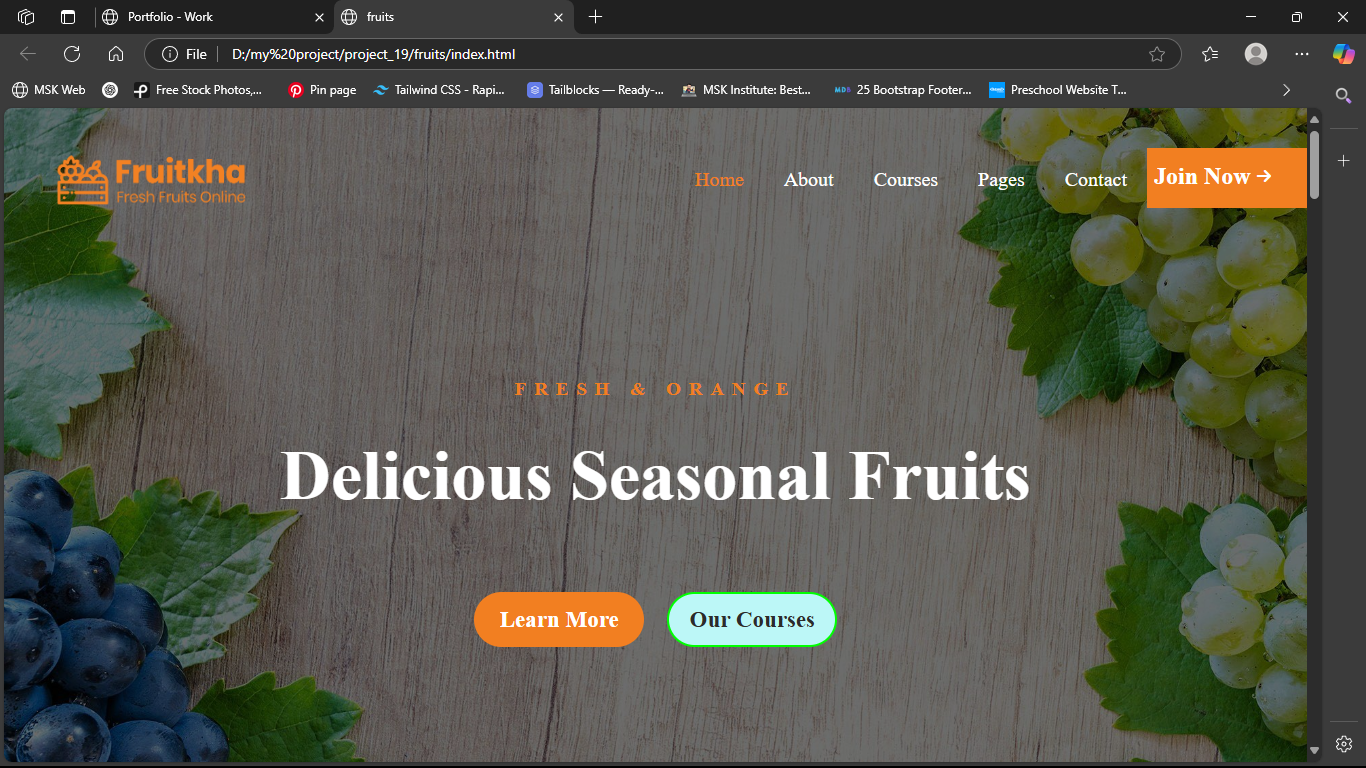 Portfolio - Work
fruits
File
D:/my%20project/project_19/fruits/index.html
MSK Web
Free Stock Photos,...
Pin page
Tailwind CSS - Rapi...
Tailblocks — Ready-...
MSK Institute: Best...
MDB
25 Bootstrap Footer...
Preschool Website T...
Fruitkha
Fresh Fruits Online
Home
About
Courses
Pages
Contact
Join Now →
FRESH & ORANGE
Delicious Seasonal Fruits
Learn More
Our Courses